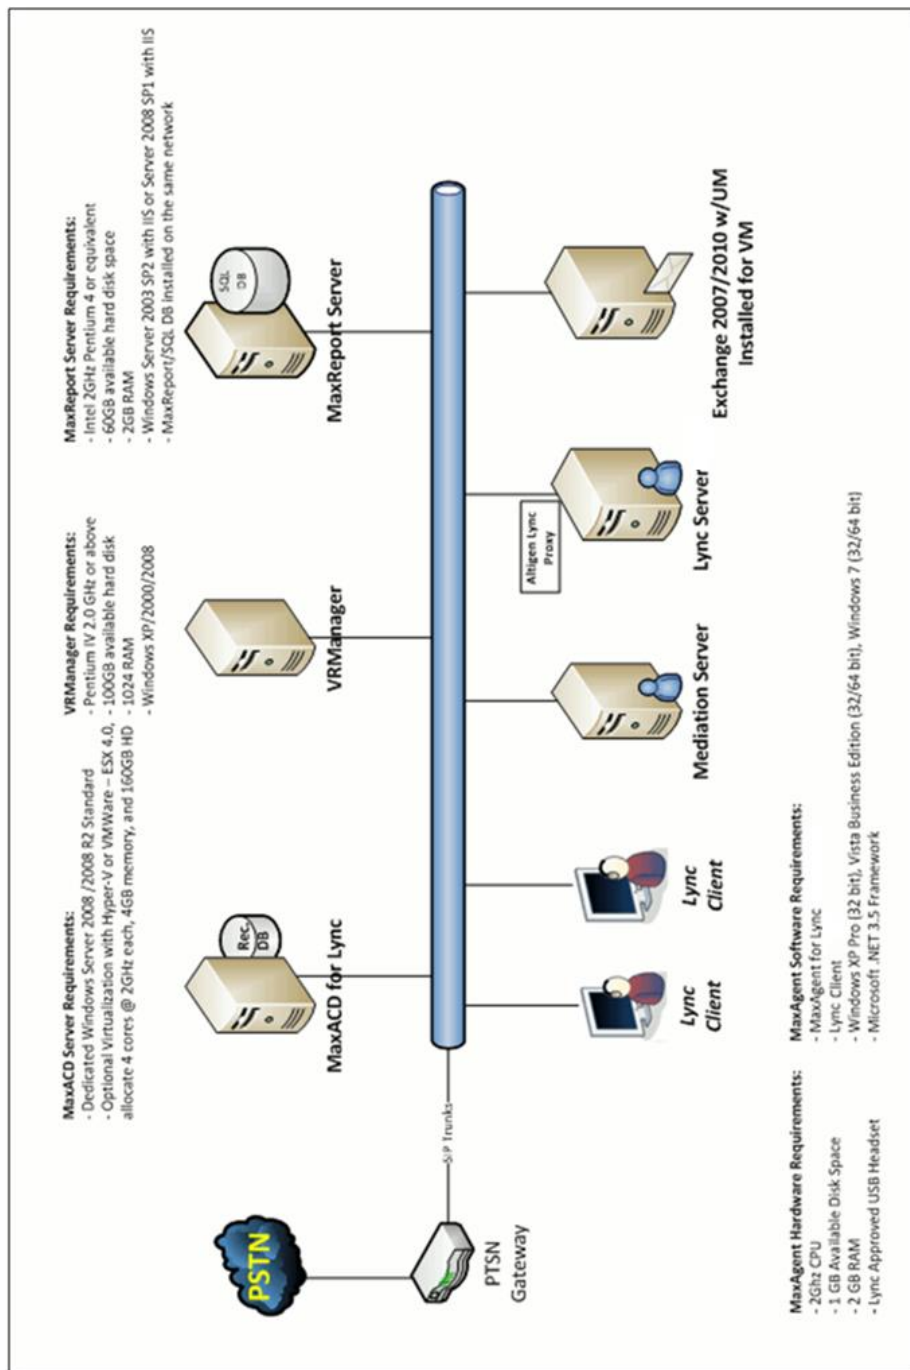 MaxACD Server Requirements:
- Dedicated Windows Server 2008 /2008 R2 Standard
- Optional Virtualization with Hyper-V or VMWare – ESX 4.0,
allocate 4 cores @ 2GHz each, 4GB memory, and 160GB HD
VRManager Requirements:
- Pentium IV 2.0 GHz or above
- 100GB available hard disk
- 1024 RAM
- Windows XP/2000/2008
MaxReport Server Requirements:
- Intel 2GHz Pentium 4 or equivalent
- 60GB available hard disk space
- 2GB RAM
- Windows Server 2003 SP2 with IIS or Server 2008 SP1 with IIS
- MaxReport/SQL DB installed on the same network
PSTN
Rec.
DB
SQL
DB
MaxACD for Lync
VRManager
MaxReport Server
SIP Trunks
PTSN
Gateway
Altigen Lync
Proxy
Lync
Client
Lync
Client
Mediation Server
Lync Server
Exchange 2007/2010 w/UM
Installed for VM
MaxAgent Hardware Requirements:
- 2Ghz CPU
- 1 GB Available Disk Space
- 2 GB RAM
- Lync Approved USB Headset
MaxAgent Software Requirements:
- MaxAgent for Lync
- Lync Client
- Windows XP Pro (32 bit), Vista Business Edition (32/64 bit), Windows 7 (32/64 bit)
- Microsoft .NET 3.5 Framework